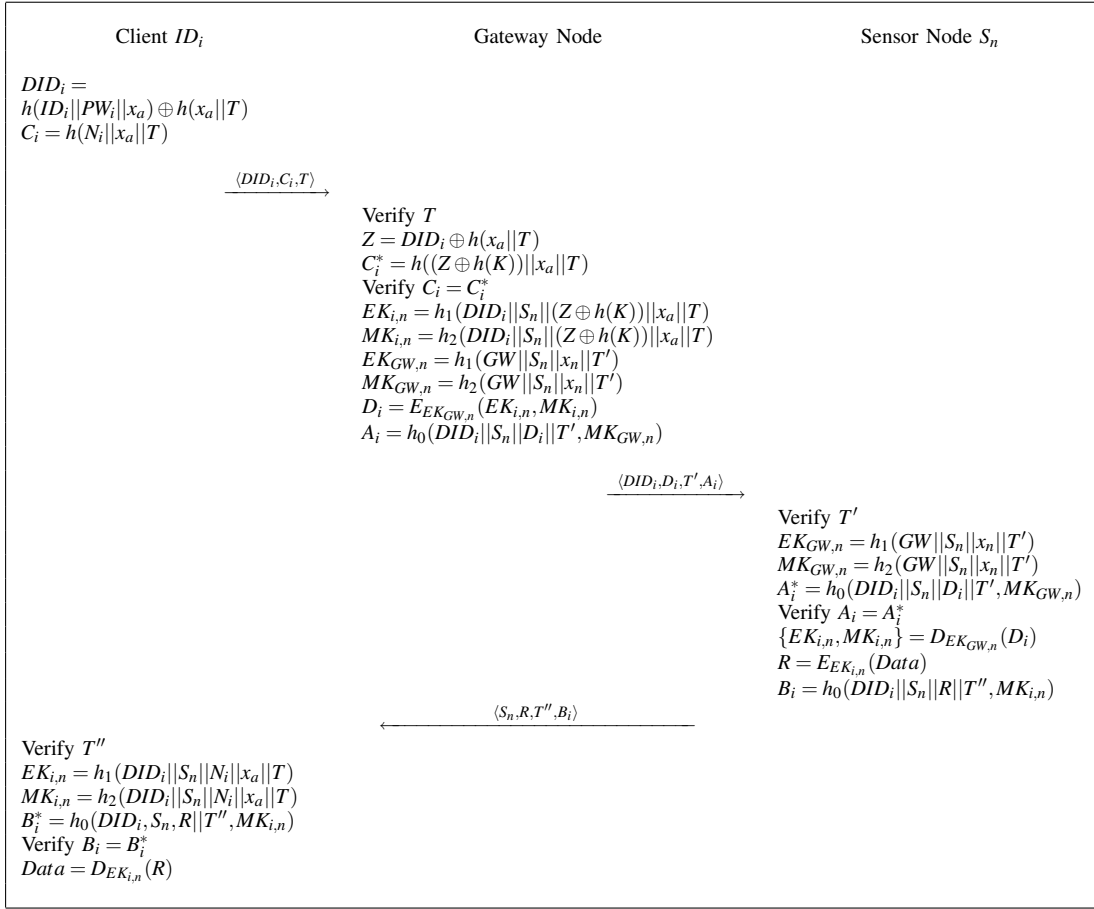 Client ID_i Gateway Node Sensor Node S_n
DID_i =
h(ID_i||PW_i||x_a) ⊕ h(x_a||T)
C_i = h(N_i||x_a||T)
⟨DID_i,C_i,T⟩
Verify T
Z = DID_i ⊕ h(x_a||T)
C_i^* = h((Z ⊕ h(K))||x_a||T)
Verify C_i = C_i^*
EK_{i,n} = h_1(DID_i||S_n||(Z ⊕ h(K))||x_a||T)
MK_{i,n} = h_2(DID_i||S_n||(Z ⊕ h(K))||x_a||T)
EK_{GW,n} = h_1(GW||S_n||x_n||T′)
MK_{GW,n} = h_2(GW||S_n||x_n||T′)
D_i = E_{EK_{GW,n}}(EK_{i,n},MK_{i,n})
A_i = h_0(DID_i||S_n||D_i||T′,MK_{GW,n})
⟨DID_i,D_i,T′,A_i⟩
Verify T′
EK_{GW,n} = h_1(GW||S_n||x_n||T′)
MK_{GW,n} = h_2(GW||S_n||x_n||T′)
A_i^* = h_0(DID_i||S_n||D_i||T′,MK_{GW,n})
Verify A_i = A_i^*
{EK_{i,n},MK_{i,n}} = D_{EK_{GW,n}}(D_i)
R = E_{EK_{i,n}}(Data)
B_i = h_0(DID_i||S_n||R||T″,MK_{i,n})
⟨S_n,R,T″,B_i⟩
Verify T″
EK_{i,n} = h_1(DID_i||S_n||N_i||x_a||T)
MK_{i,n} = h_2(DID_i||S_n||N_i||x_a||T)
B_i^* = h_0(DID_i,S_n,R||T″,MK_{i,n})
Verify B_i = B_i^*
Data = D_{EK_{i,n}}(R)